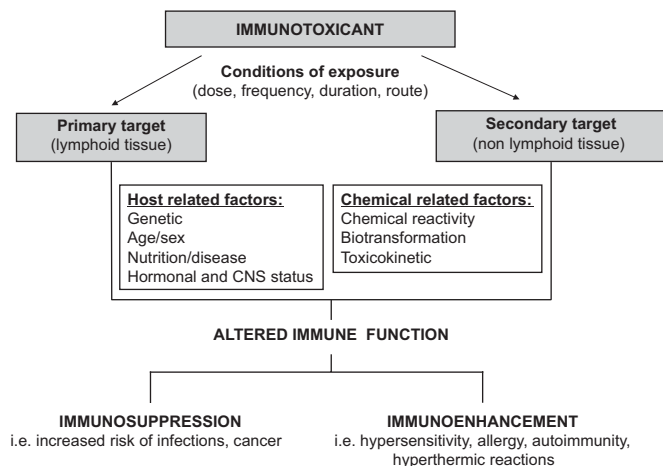 IMMUNOTOXICANT
Conditions of exposure
(dose, frequency, duration, route)
Primary target
(lymphoid tissue)
Secondary target
(non lymphoid tissue)
Host related factors:
Genetic
Age/sex
Nutrition/disease
Hormonal and CNS status
Chemical related factors:
Chemical reactivity
Biotransformation
Toxicokinetic
ALTERED IMMUNE FUNCTION
IMMUNOSUPPRESSION
i.e. increased risk of infections, cancer
IMMUNOENHANCEMENT
i.e. hypersensitivity, allergy, autoimmunity,
hyperthermic reactions